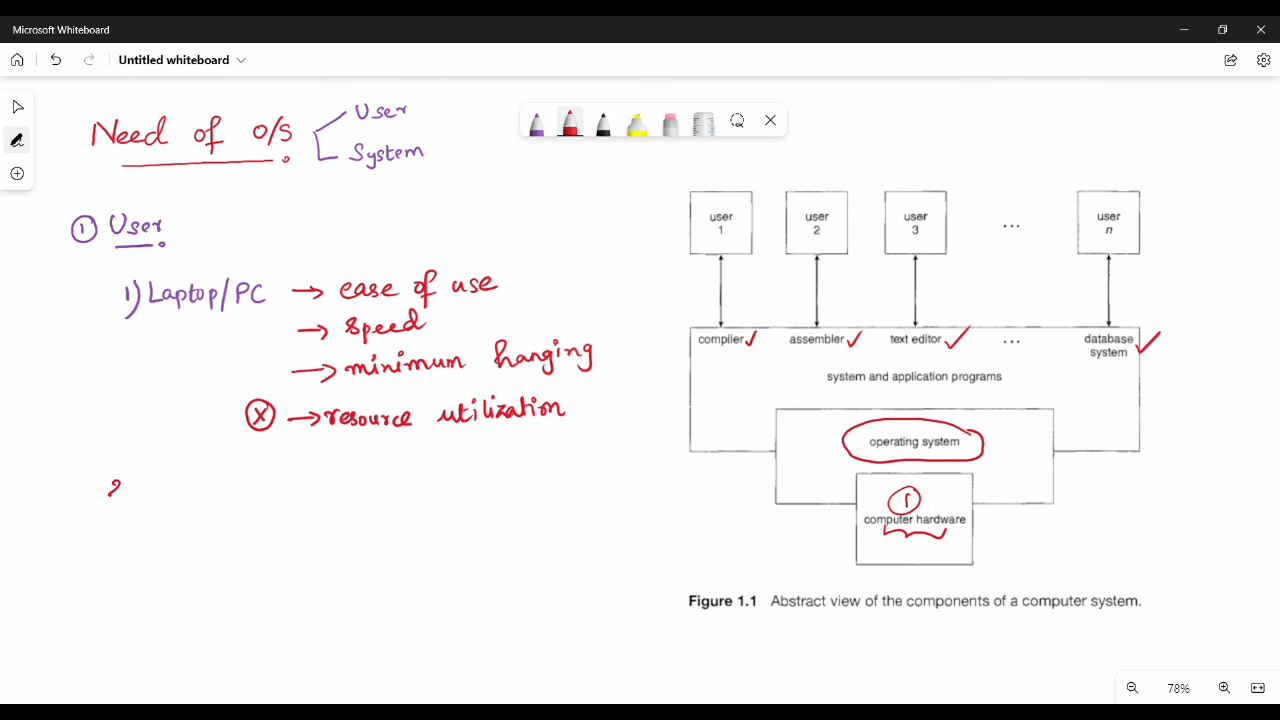 Microsoft Whiteboard
Untitled whiteboard
Need of O/S
User
System
① User
1) Laptop/PC → ease of use
→ speed
→ minimum hanging
Ⓧ → resource utilization
2
user 1
user 2
user 3
...
user n
compiler ✓
assembler ✓
text editor ✓
...
database system ✓
system and application programs
operating system
①
computer hardware
Figure 1.1 Abstract view of the components of a computer system.
78%